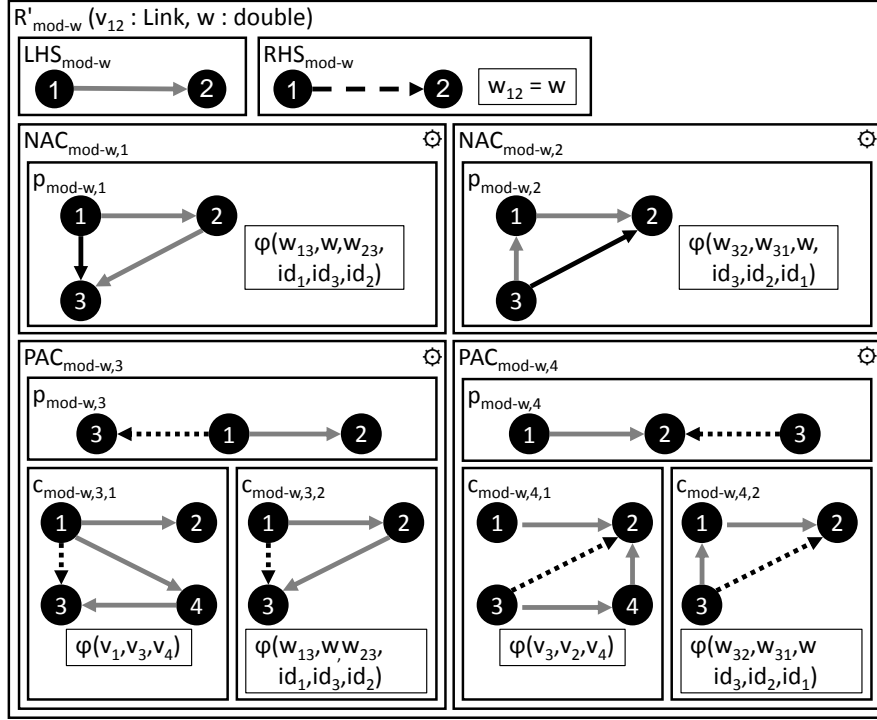 R'mod-w (v12 : Link, w : double)
LHSmod-w
1 2
RHSmod-w
1 2
w12 = w
NACmod-w,1
pmod-w,1
1 2
3
φ(w13,w,w23,
id1,id3,id2)
NACmod-w,2
pmod-w,2
1 2
3
φ(w32,w31,w,
id3,id2,id1)
PACmod-w,3
pmod-w,3
3 1 2
cmod-w,3,1
1 2
3 4
φ(v1,v3,v4)
cmod-w,3,2
1 2
3
φ(w13,w,w23,
id1,id3,id2)
PACmod-w,4
pmod-w,4
1 2 3
cmod-w,4,1
1 2
3 4
φ(v3,v2,v4)
cmod-w,4,2
1 2
3
φ(w32,w31,w
id3,id2,id1)